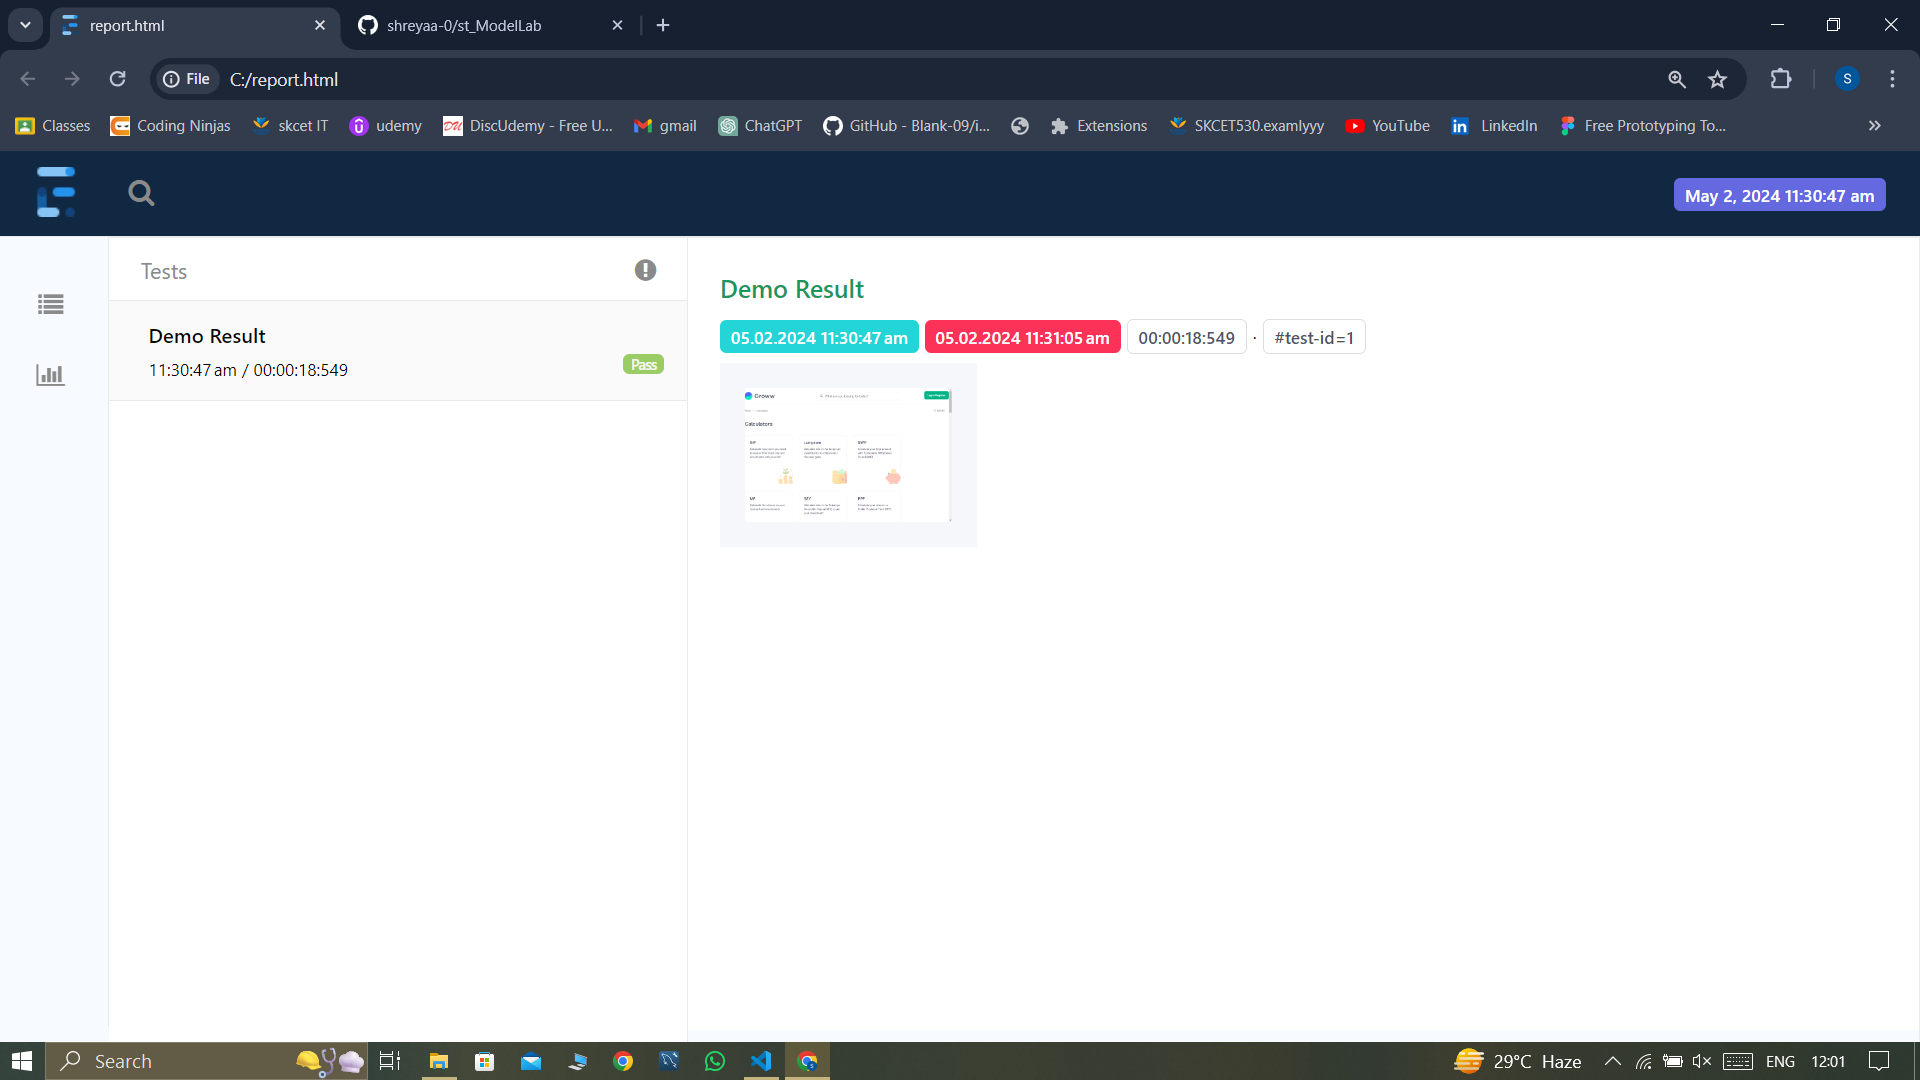 report.html
shreyaa-0/st_ModelLab
File
C:/report.html
S
Classes
Coding Ninjas
skcet IT
udemy
DU DiscUdemy - Free U...
gmail
ChatGPT
GitHub - Blank-09/i...
Extensions
SKCET530.examlyyy
YouTube
in LinkedIn
Free Prototyping To...
May 2, 2024 11:30:47 am
Tests
Demo Result
11:30:47 am / 00:00:18:549
Pass
Demo Result
05.02.2024 11:30:47 am 05.02.2024 11:31:05 am 00:00:18:549 · #test-id=1
Groww
Calculators
Search
29°C Haze
ENG
12:01